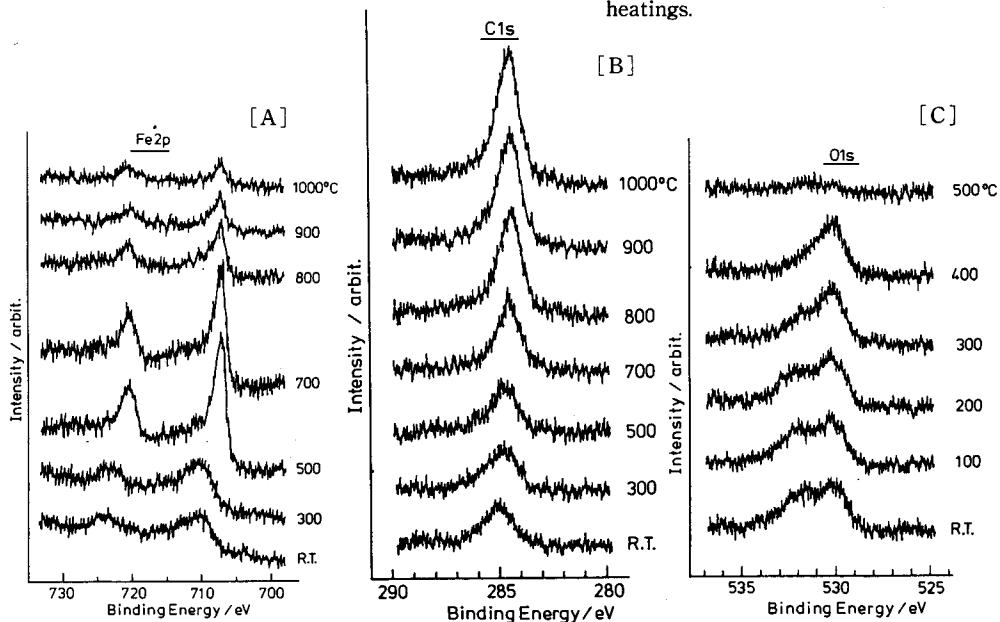 heatings.
[A]
Fe2p
1000°C
900
800
700
500
300
R.T.
Intensity / arbit.
730 720 710 700
Binding Energy / eV
C1s
[B]
1000°C
900
800
700
500
300
R.T.
Intensity / arbit.
290 285 280
Binding Energy / eV
[C]
O1s
500°C
400
300
200
100
R.T.
Intensity / arbit.
535 530 525
Binding Energy / eV